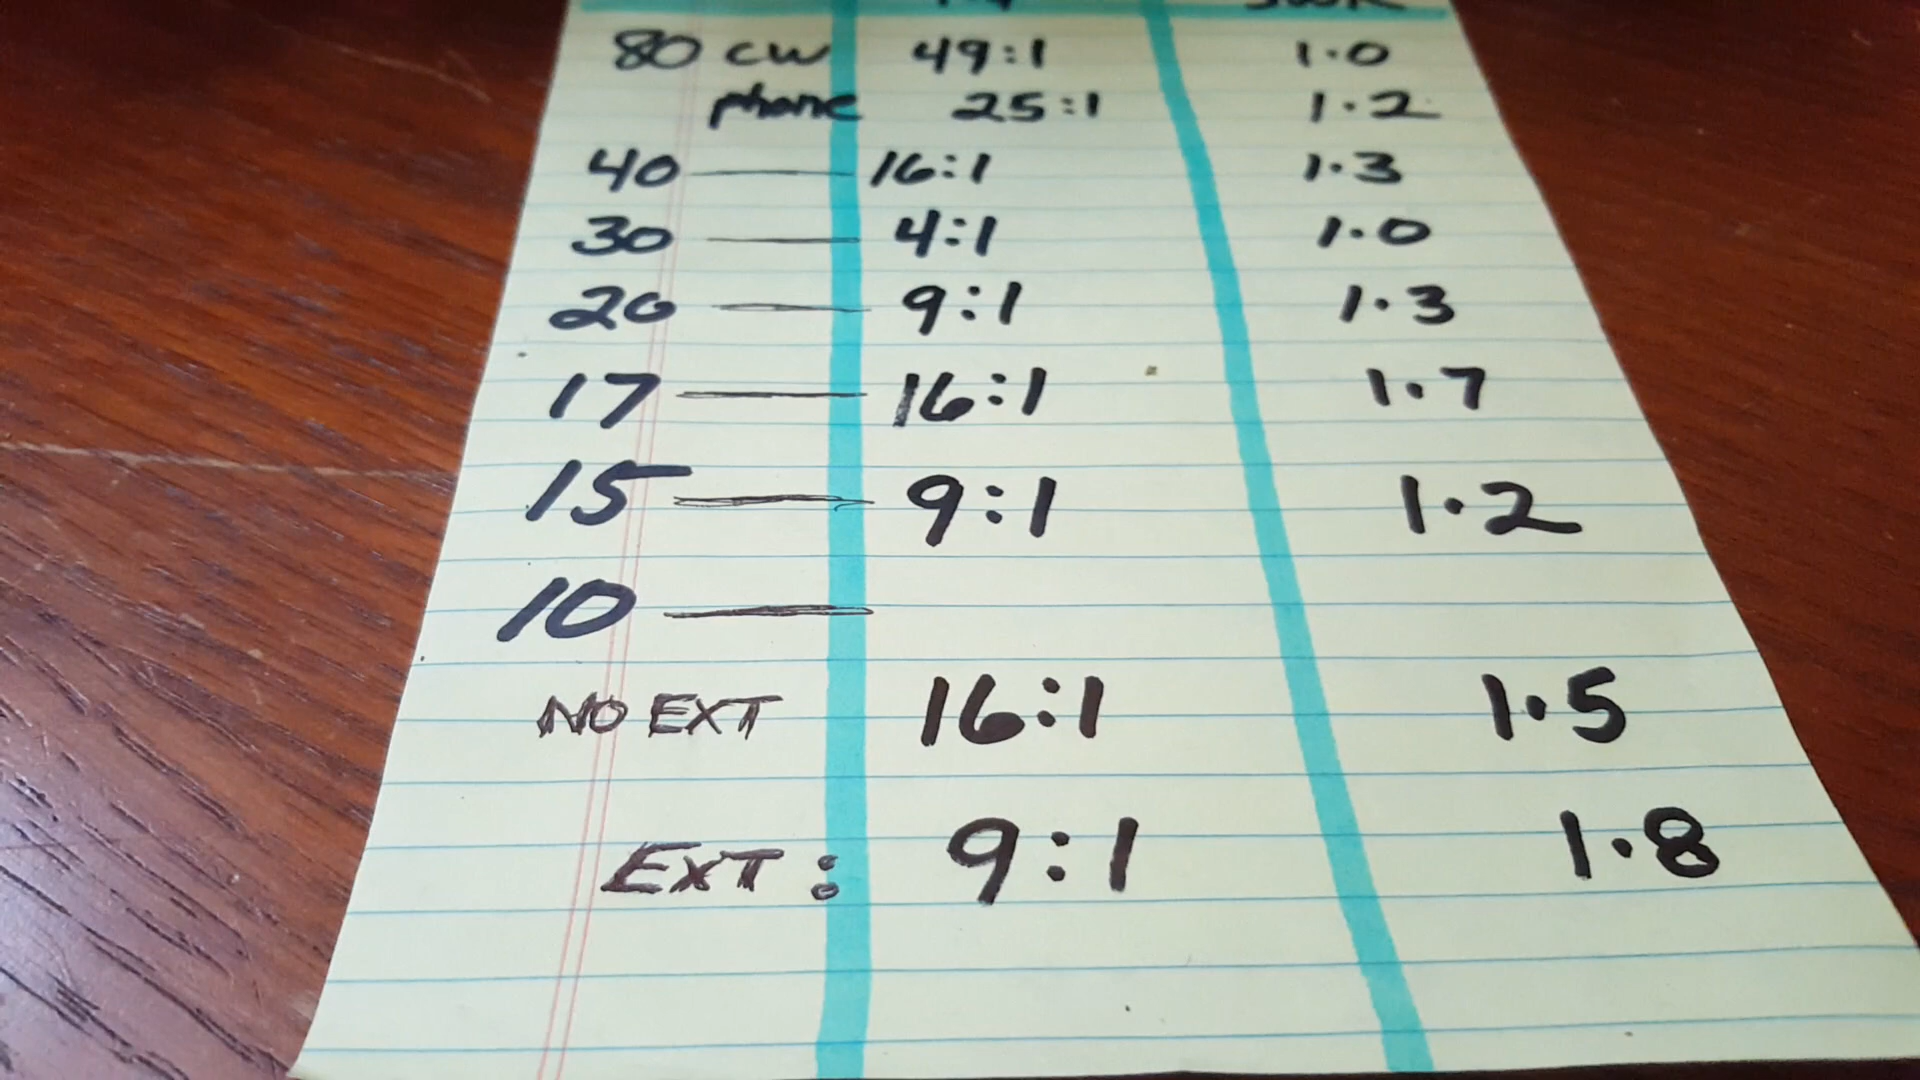 80 cw 49:1 1.0
phone 25:1 1.2
40 — 16:1 1.3
30 — 4:1 1.0
20 — 9:1 1.3
17 — 16:1 1.7
15 — 9:1 1.2
10 —
NO EXT 16:1 1.5
EXT: 9:1 1.8